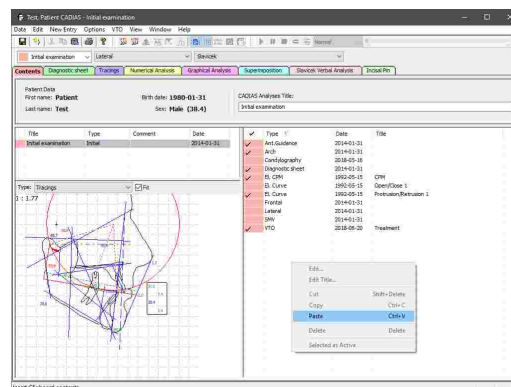 Test, Patient CADIAS - Initial examination
Date Edit New Entry Options VTO View Window Help
Normal
Initial examination Lateral Slavicek
Contents Diagnostic sheet Tracings Numerical Analysis Graphical Analysis Superimposition Slavicek Verbal Analysis Incisal Pin
Patient Data
First name: Patient Birth date: 1980-01-31
Last name: Test Sex: Male (38.4)
CADIAS Analyses Title:
Initial examination
Title Type Comment Date
Initial examination Initial 2014-01-31
Type Date Title
Ant.Guidance 2014-01-31
Arch 2014-01-31
Condylography 2018-05-16
Diagnostic sheet 2014-01-31
El. CPM 1992-05-15 CPM
El. Curve 1992-05-15 Open/Close 1
El. Curve 1992-05-15 Protrusion/Retrusion 1
Frontal 2014-01-31
Lateral 2014-01-31
SMV 2014-01-31
VTO 2018-05-20 Treatment
Type: Tracings Fit
1 : 1.77
Edit...
Edit Title...
Cut Shift+Delete
Copy Ctrl+C
Paste Ctrl+V
Delete Delete
Selected as Active
Insert Clipboard contents